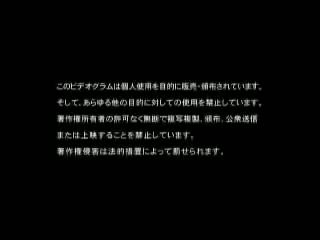 このビデオグラムは個人使用を目的に販売・頒布されています。
そして、あらゆる他の目的に対しての使用を禁止しています。
著作権所有者の許可なく無断で複写複製、頒布、公衆送信
または上映することを禁止しています。
著作権侵害は法的措置によって罰せられます。